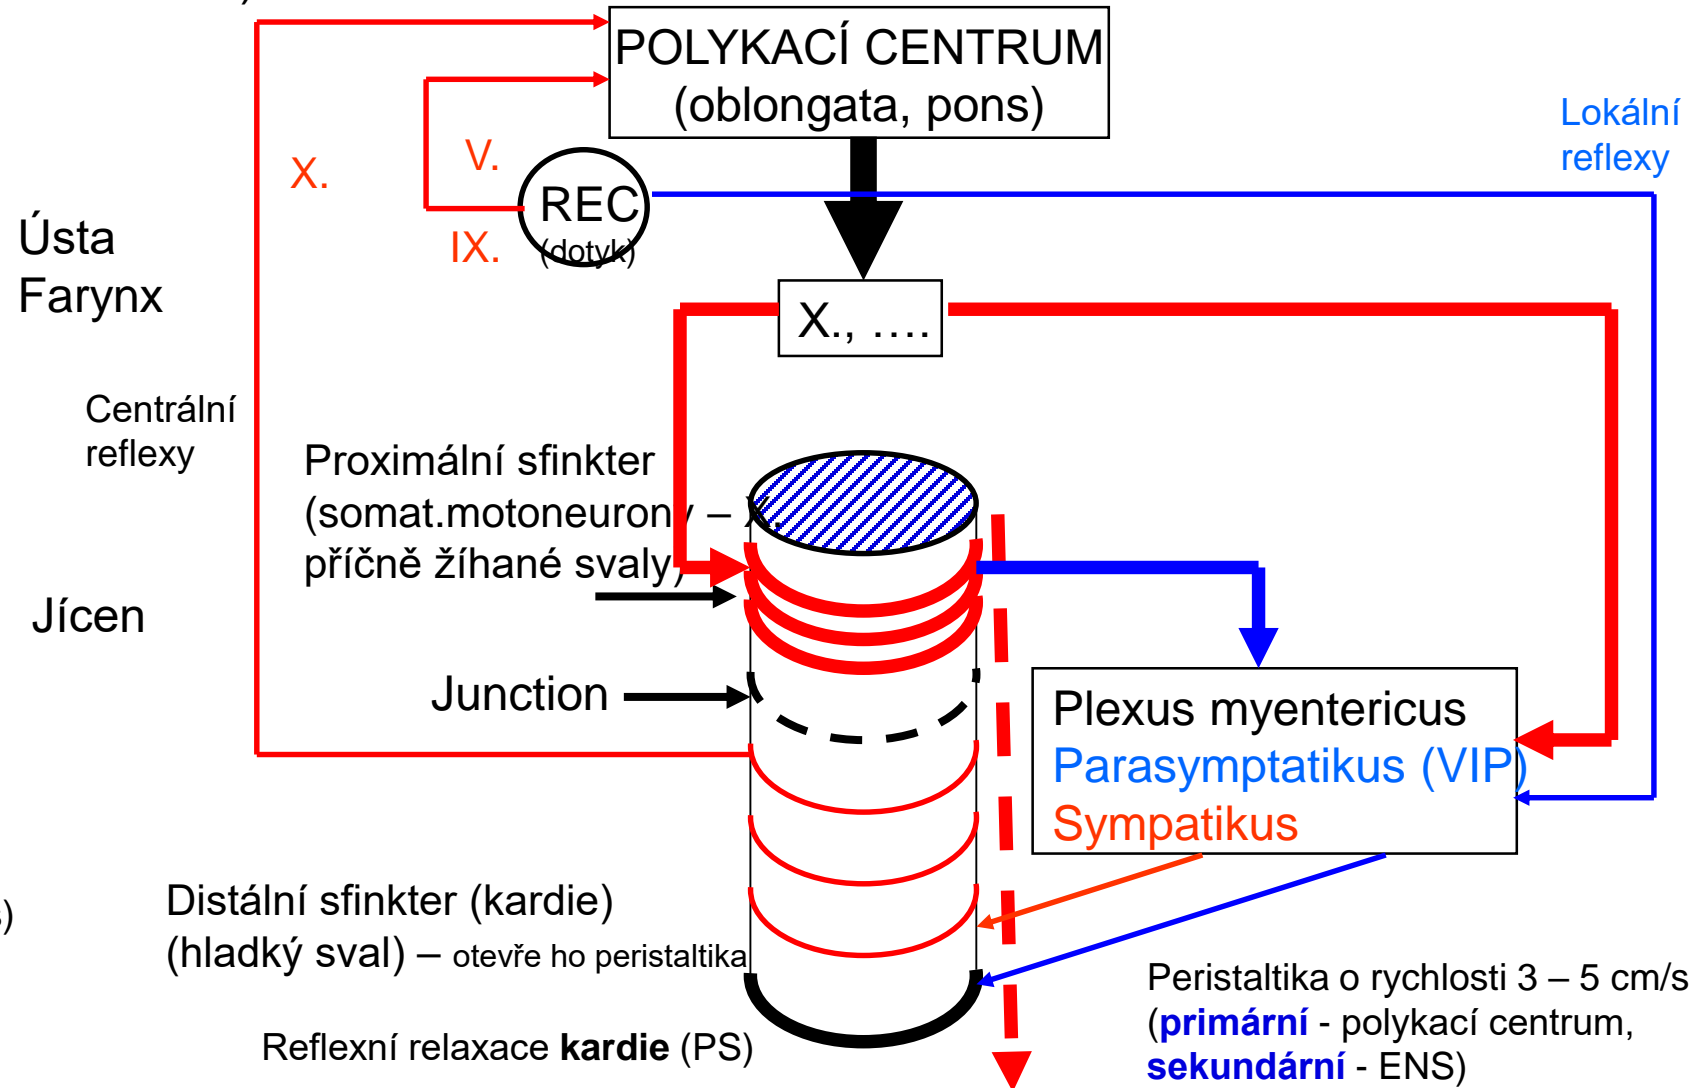 POLYKACÍ CENTRUM
(oblongata, pons)
Lokální
reflexy
X.
V.
REC
(dotyk)
IX.
Ústa
Farynx
X., ….
Centrální
reflexy
Proximální sfinkter
(somat.motoneurony – X.
příčně žíhané svaly)
Jícen
Junction
Plexus myentericus
Parasymptatikus (VIP)
Sympatikus
Distální sfinkter (kardie)
(hladký sval) – otevře ho peristaltika
Reflexní relaxace kardie (PS)
Peristaltika o rychlosti 3 – 5 cm/s
(primární - polykací centrum,
sekundární - ENS)